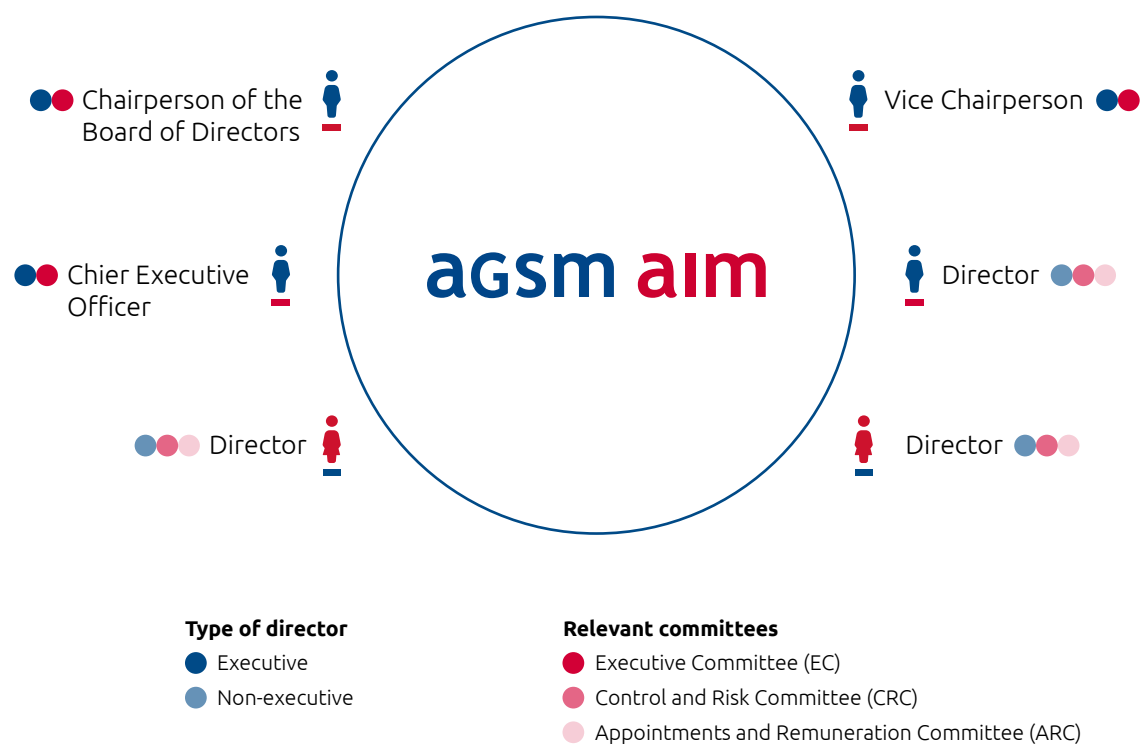 Chairperson of the
Board of Directors
Vice Chairperson
Chier Executive
Officer
agsm aim
Director
Director
Director
Type of director
Executive
Non-executive
Relevant committees
Executive Committee (EC)
Control and Risk Committee (CRC)
Appointments and Remuneration Committee (ARC)